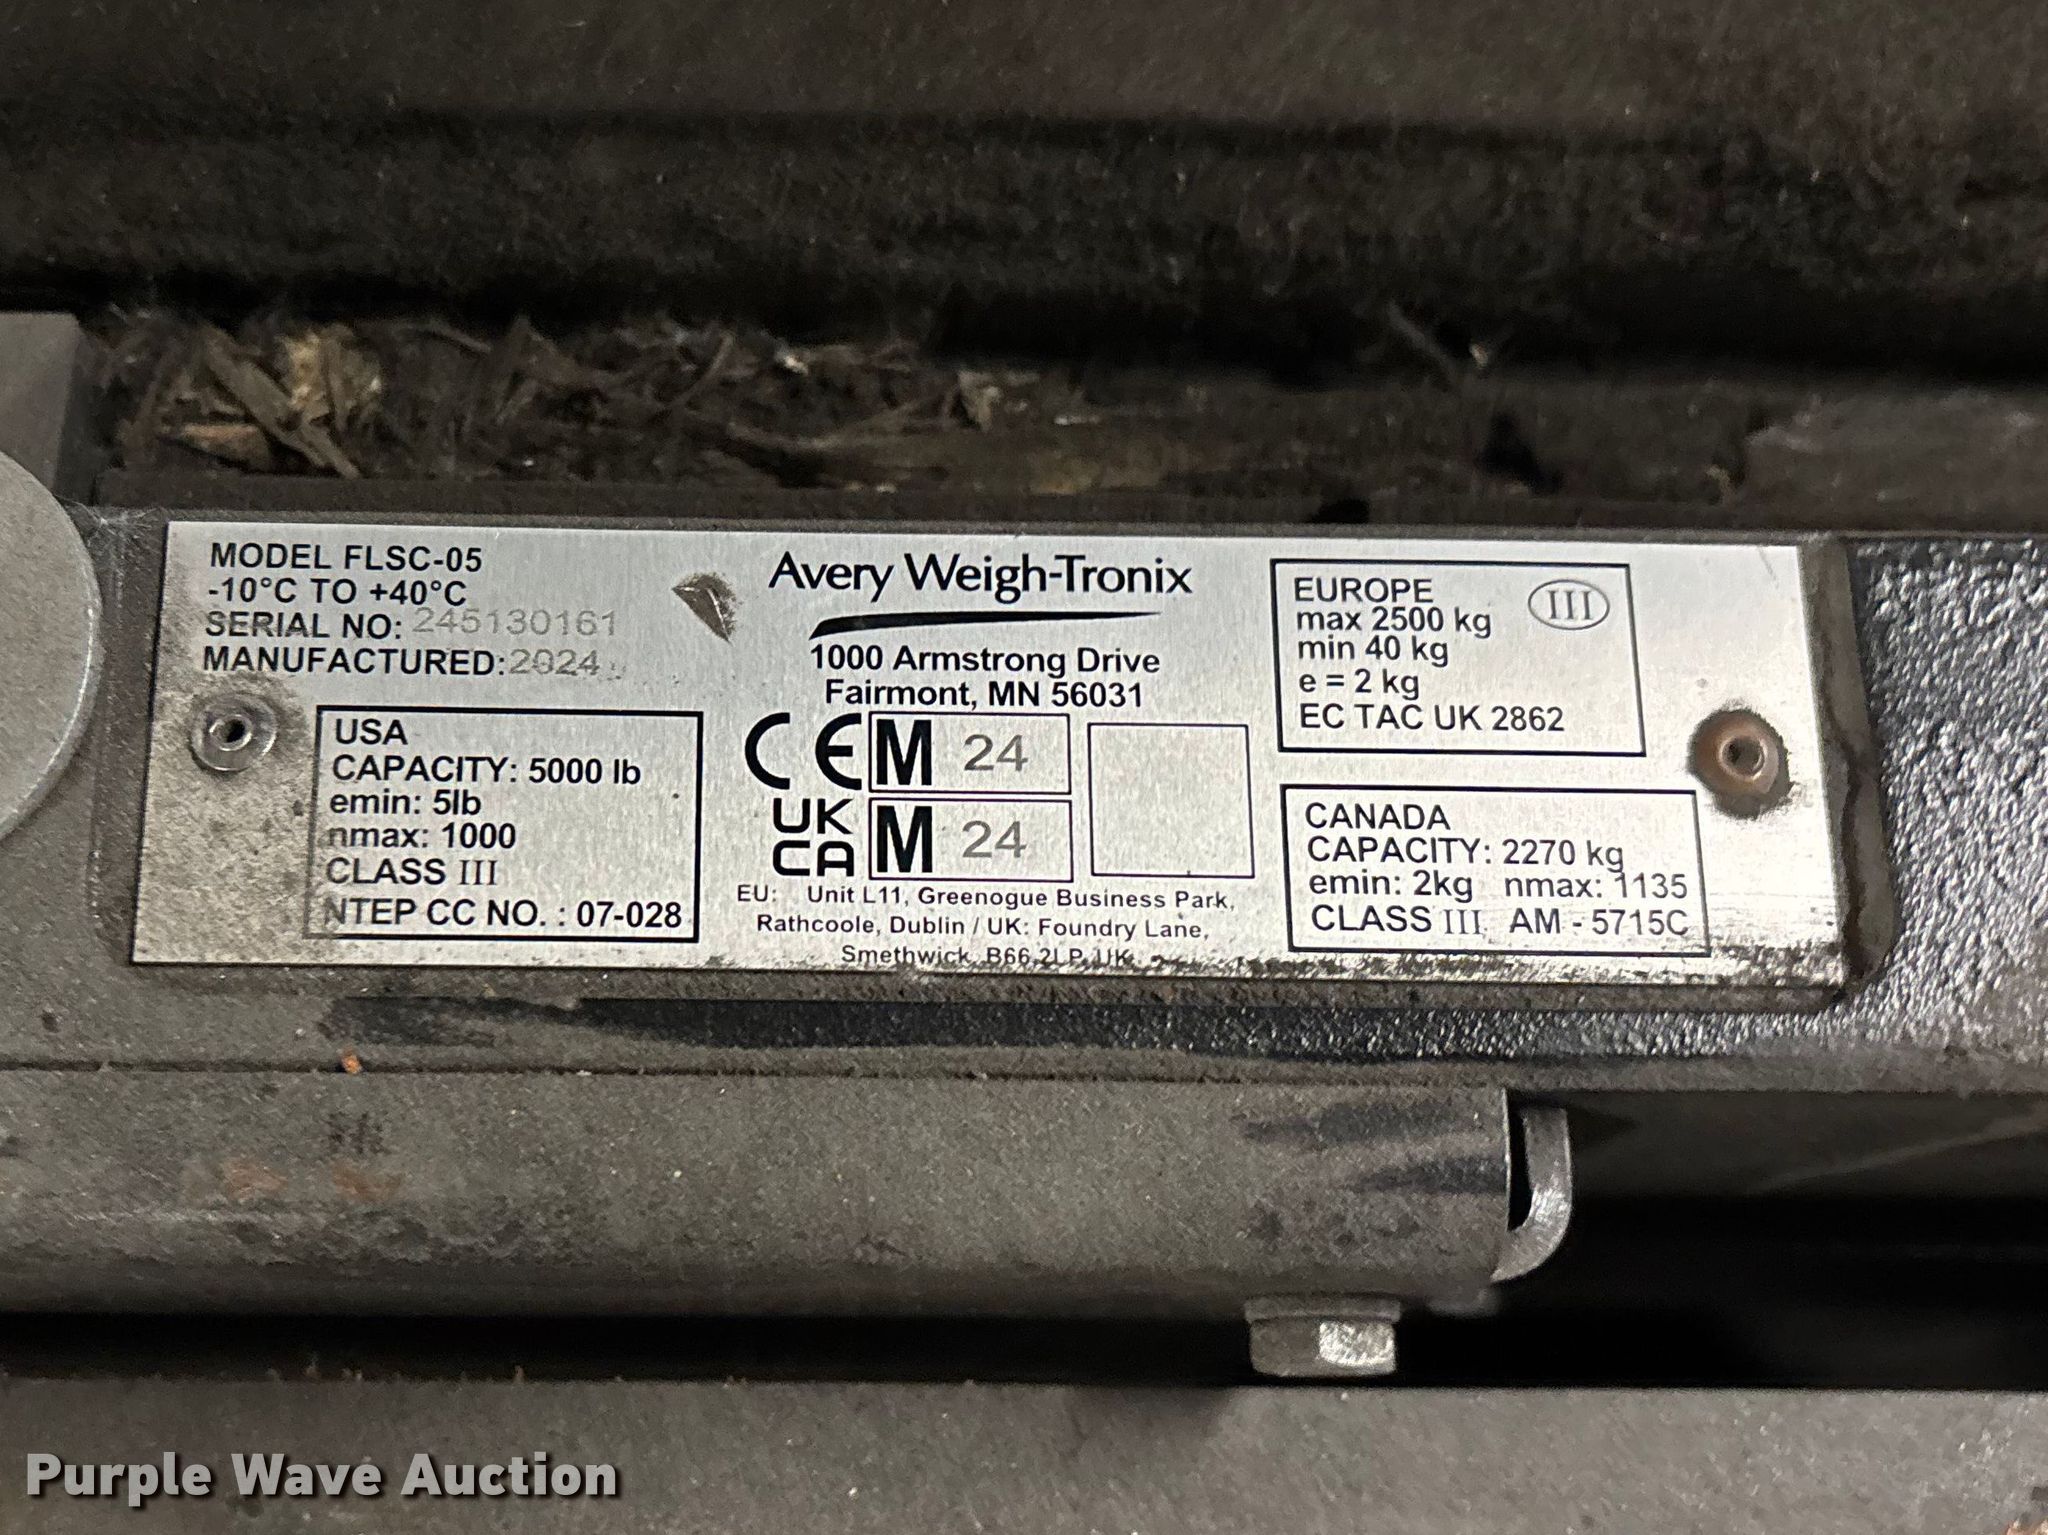 MODEL FLSC-05
-10°C TO +40°C
SERIAL NO: 245130161
MANUFACTURED: 2024
USA
CAPACITY: 5000 lb
emin: 5lb
nmax: 1000
CLASS III
NTEP CC NO. : 07-028
Avery Weigh-Tronix
1000 Armstrong Drive
Fairmont, MN 56031
CE M 24
UK
CA M 24
EU: Unit L11, Greenogue Business Park,
Rathcoole, Dublin / UK: Foundry Lane,
Smethwick, B66 2LP, UK
EUROPE III
max 2500 kg
min 40 kg
e = 2 kg
EC TAC UK 2862
CANADA
CAPACITY: 2270 kg
emin: 2kg nmax: 1135
CLASS III AM - 5715C
Purple Wave Auction